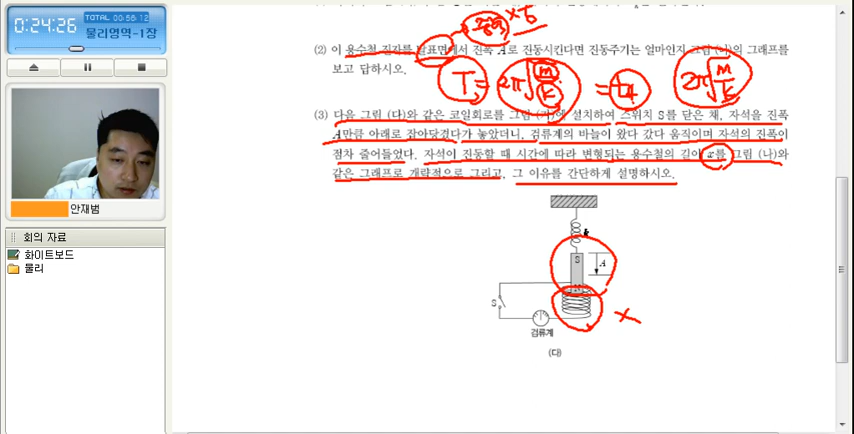 0:24:26
TOTAL 00:56:12
물리영역-1장
안재범
회의 자료
화이트보드
물리
중력 x 6
(2) 이 용수철 진자를 달표면에서 진폭 A로 진동시킨다면 진동주기는 얼마인지 그림 (나)의 그래프를
보고 답하시오.
T = 2π√m/k = t₄ 2π√m/k
(3) 다음 그림 (다)와 같은 코일회로를 그림 (가)에 설치하여 스위치 S를 닫은 채, 자석을 진폭
A만큼 아래로 잡아당겼다가 놓았더니, 검류계의 바늘이 왔다 갔다 움직이며 자석의 진폭이
점차 줄어들었다. 자석이 진동할 때 시간에 따라 변형되는 용수철의 길이 x를 그림 (나)와
같은 그래프로 개략적으로 그리고, 그 이유를 간단하게 설명하시오.
k
S
A
S
검류계
(다)